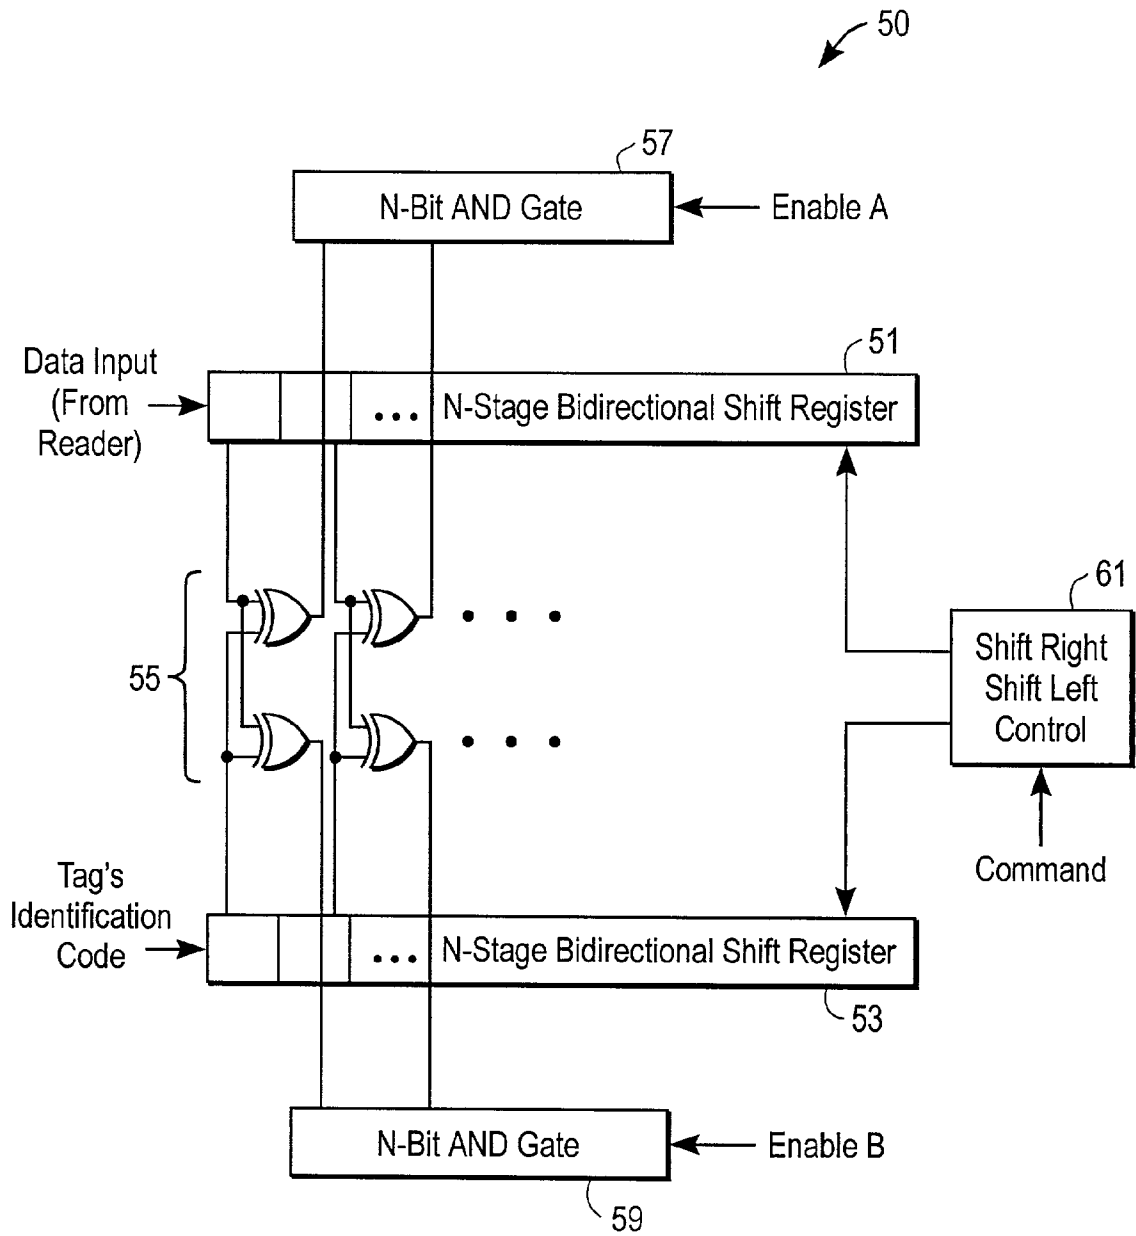 50
57
N-Bit AND Gate
Enable A
51
Data Input
(From
Reader)
... N-Stage Bidirectional Shift Register
61
55
Shift Right
Shift Left
Control
Command
Tag's
Identification
Code
... N-Stage Bidirectional Shift Register
53
N-Bit AND Gate
Enable B
59